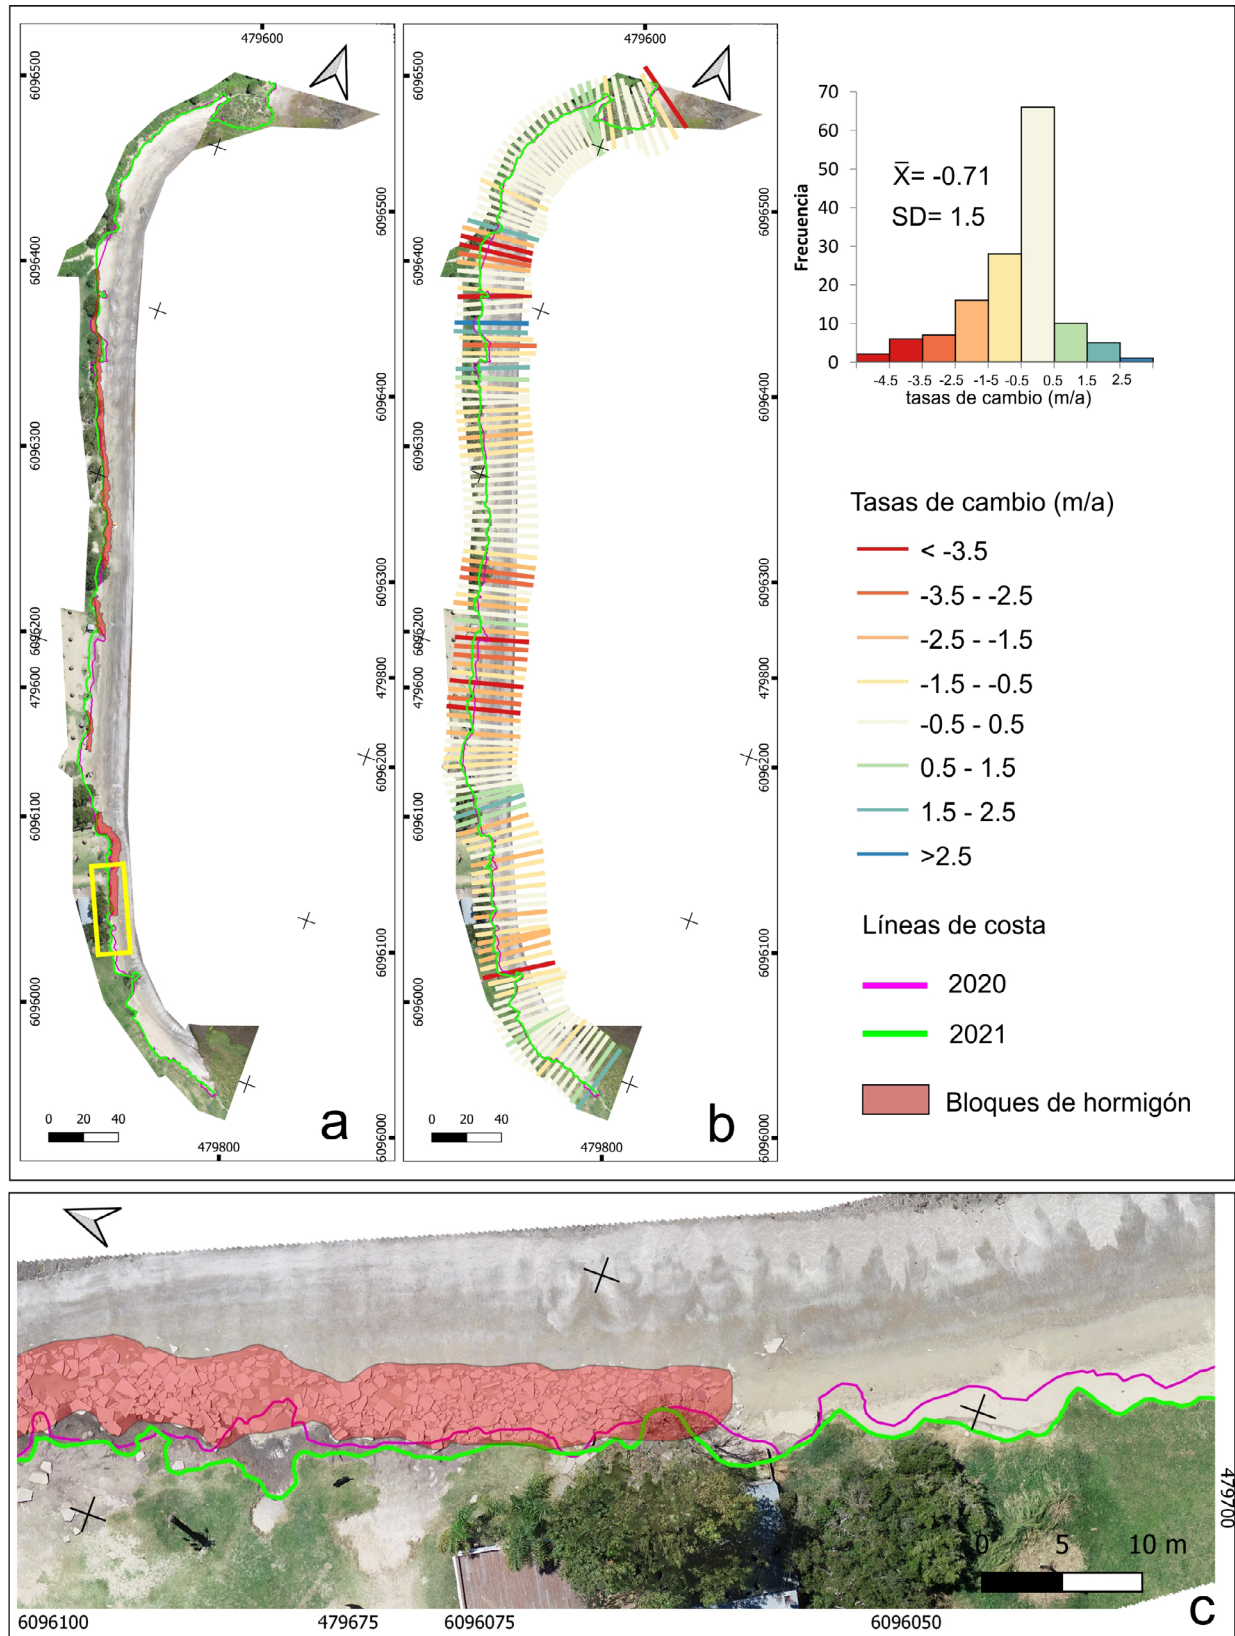 479600
6096500
6096400
6096300
6096200
479600
6096100
6096000
0 20 40
479800
a
479600
6096500
6096400
6096300
6096200
479600
6096100
6096000
6096500
6096400
6096300
479800
6096200
6096100
6096000
0 20 40
479800
b
Frecuencia
70
60
50
40
30
20
10
0
X̄= -0.71
SD= 1.5
-4.5 -3.5 -2.5 -1.5 -0.5 0.5 1.5 2.5
tasas de cambio (m/a)
Tasas de cambio (m/a)
< -3.5
-3.5 - -2.5
-2.5 - -1.5
-1.5 - -0.5
-0.5 - 0.5
0.5 - 1.5
1.5 - 2.5
>2.5
Líneas de costa
2020
2021
Bloques de hormigón
479700
0 5 10 m
6096100 479675 6096075 6096050
c